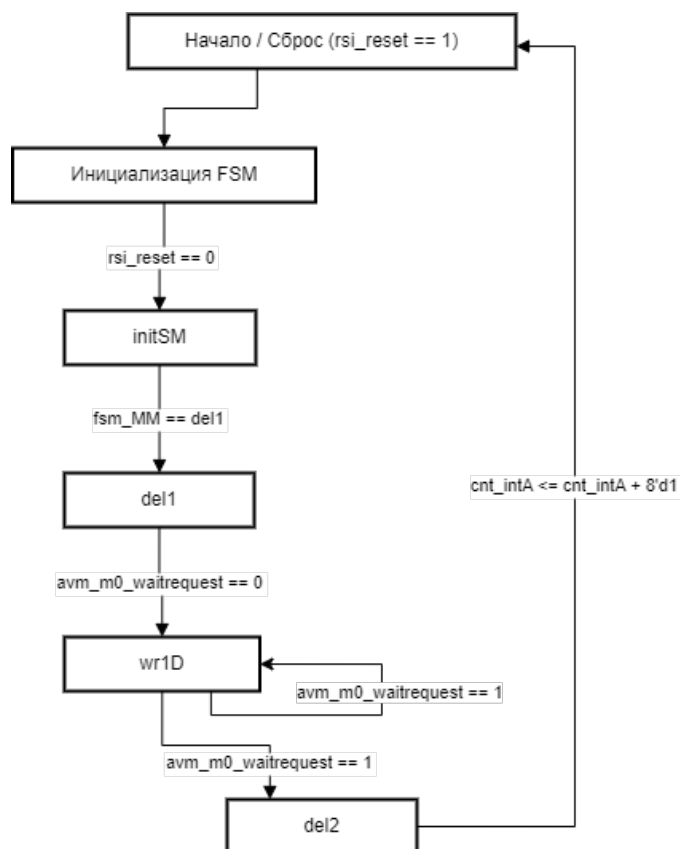 Начало / Сброс (rsi_reset == 1)
Инициализация FSM
rsi_reset == 0
initSM
fsm_MM == del1
del1
cnt_intA <= cnt_intA + 8'd1
avm_m0_waitrequest == 0
wr1D
avm_m0_waitrequest == 1
avm_m0_waitrequest == 1
del2